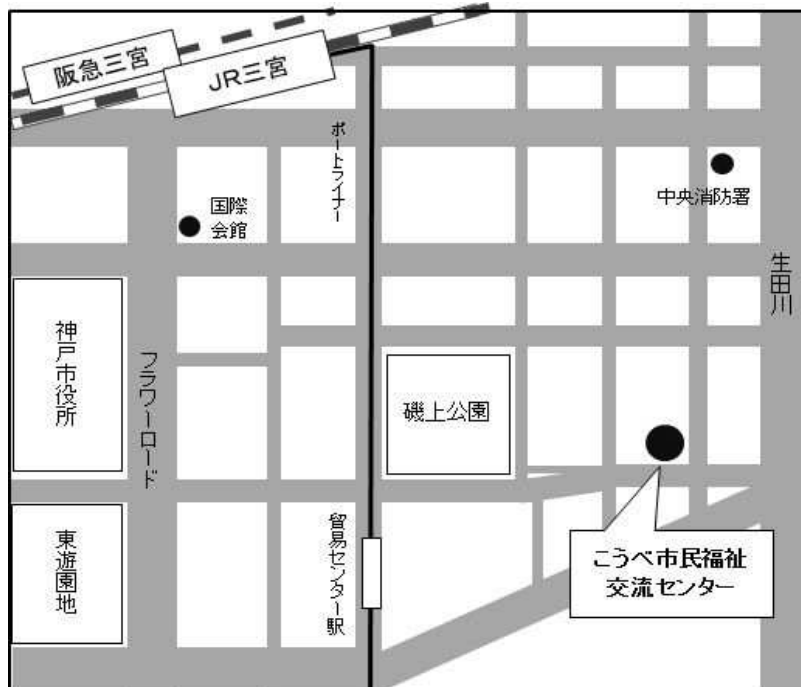 阪急三宮
JR三宮
ポートライナー
中央消防署
国際
会館
生田川
神戸市役所
フラワーロード
磯上公園
東遊園地
貿易センター駅
こうべ市民福祉
交流センター